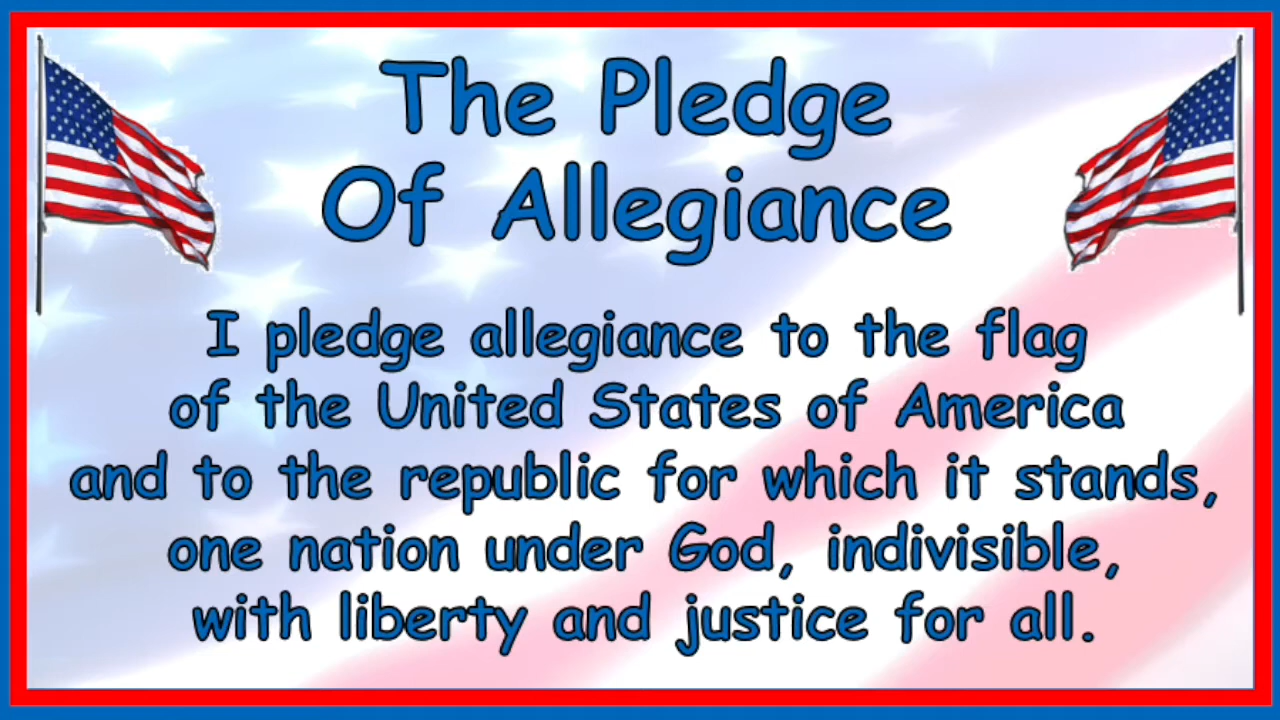 The Pledge
Of Allegiance
I pledge allegiance to the flag
of the United States of America
and to the republic for which it stands,
one nation under God, indivisible,
with liberty and justice for all.